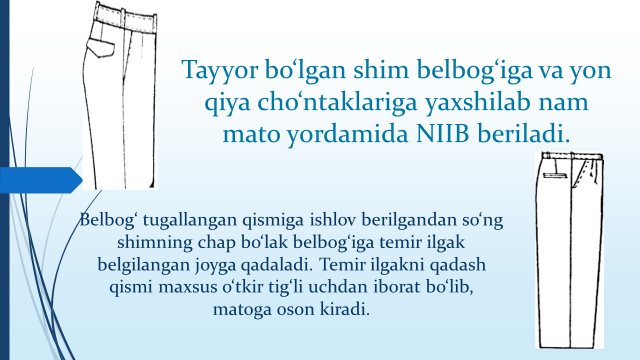 Tayyor bo‘lgan shim belbog‘iga va yon
qiya cho‘ntaklariga yaxshilab nam
mato yordamida NIIB beriladi.
Belbog‘ tugallangan qismiga ishlov berilgandan so‘ng
shimning chap bo‘lak belbog‘iga temir ilgak
belgilangan joyga qadaladi. Temir ilgakni qadash
qismi maxsus o‘tkir tig‘li uchdan iborat bo‘lib,
matoga oson kiradi.